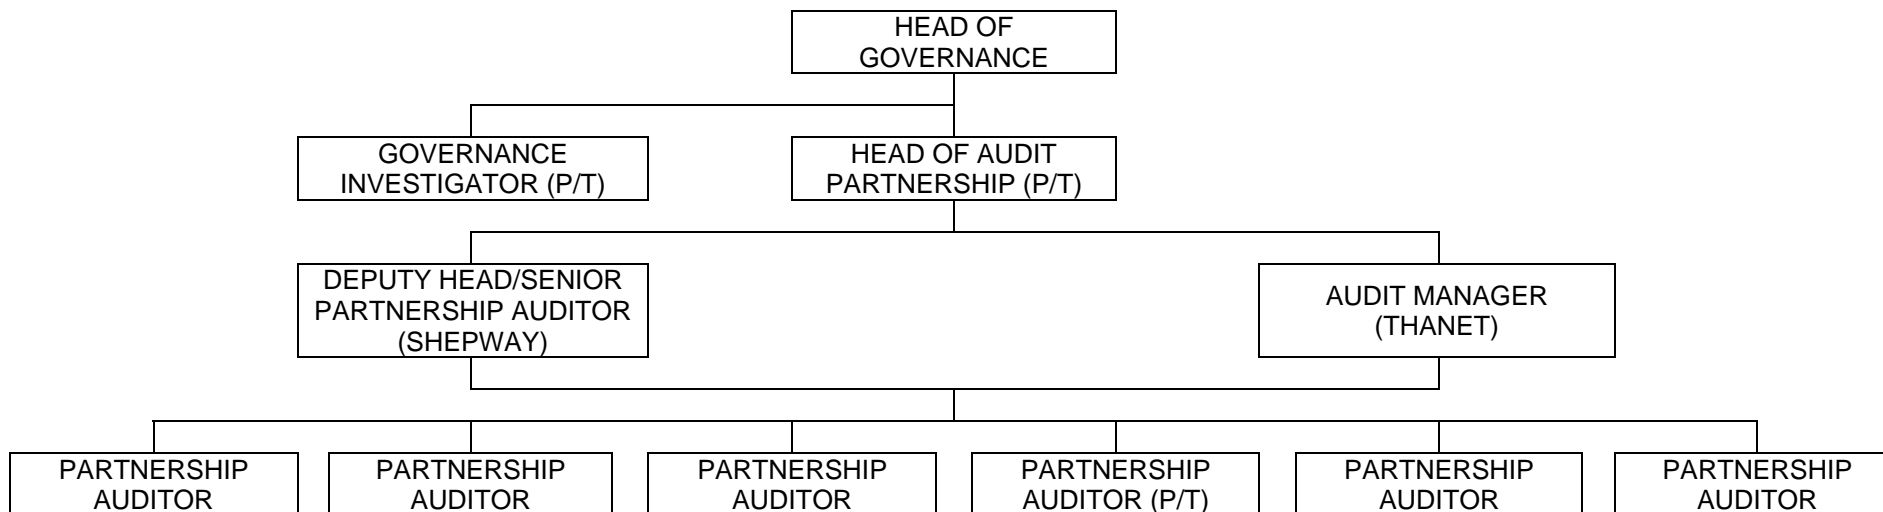 HEAD OF
GOVERNANCE
GOVERNANCE
INVESTIGATOR (P/T)
HEAD OF AUDIT
PARTNERSHIP (P/T)
DEPUTY HEAD/SENIOR
PARTNERSHIP AUDITOR
(SHEPWAY)
AUDIT MANAGER
(THANET)
PARTNERSHIP
AUDITOR
PARTNERSHIP
AUDITOR
PARTNERSHIP
AUDITOR
PARTNERSHIP
AUDITOR (P/T)
PARTNERSHIP
AUDITOR
PARTNERSHIP
AUDITOR